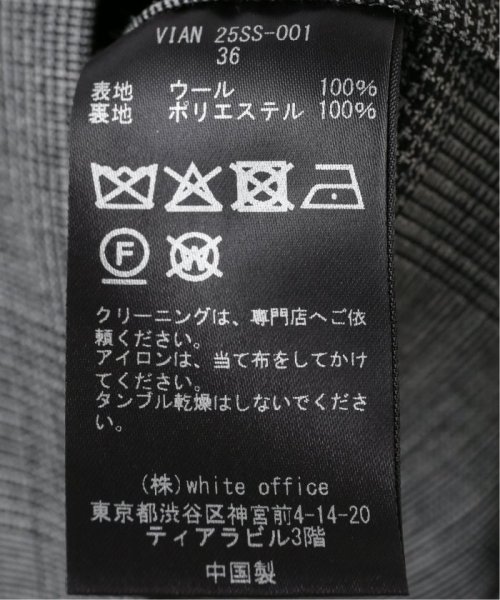 VIAN 25SS-001
36
表地 ウール 100%
裏地 ポリエステル 100%
F
W
クリーニングは、専門店へご依
頼ください。
アイロンは、当て布をしてかけ
てください。
タンブル乾燥はしないでくださ
い。
(株)white office
東京都渋谷区神宮前4-14-20
ティアラビル3階
中国製